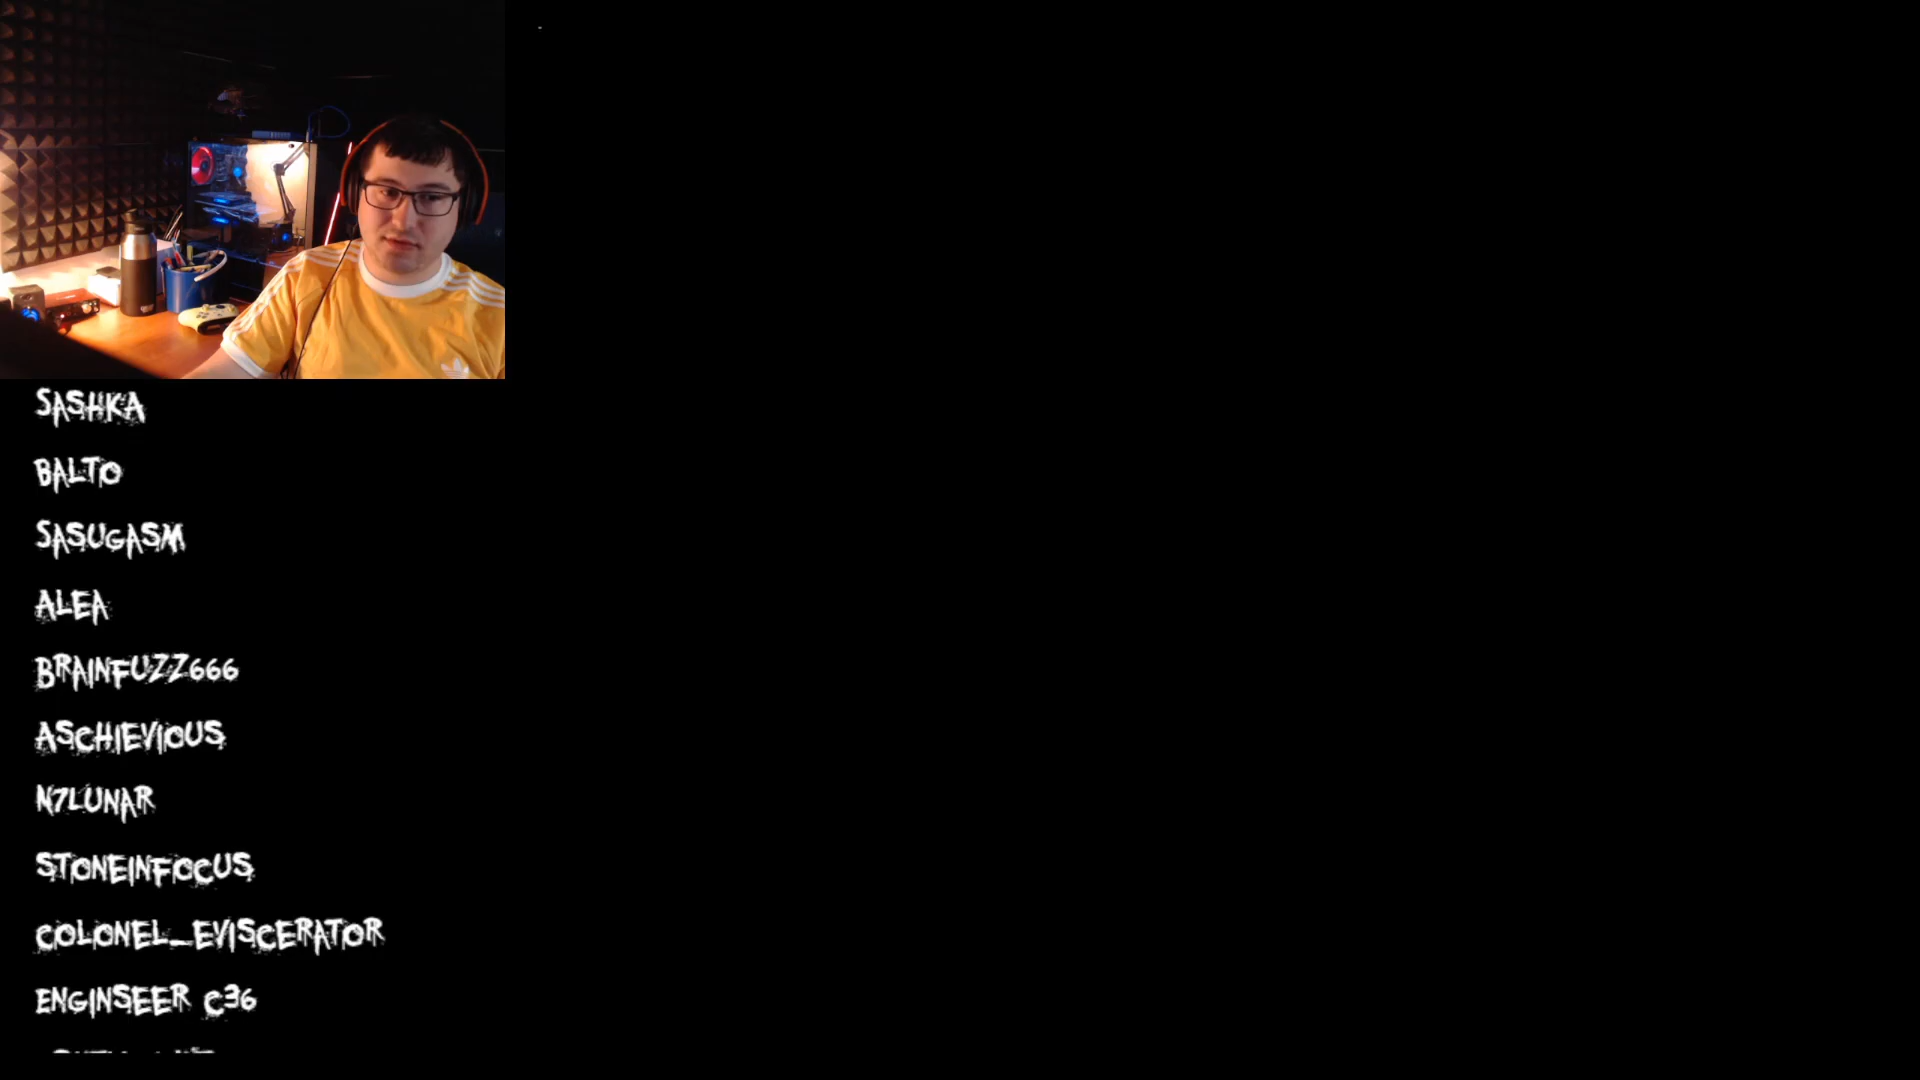 SASHKA
BALTO
SASUGASM
ALEA
BRAINFUZZ666
ASCHIEVIOUS
N7LUNAR
STONEINFOCUS
COLONEL_EVISCERATOR
ENGINSEER C36